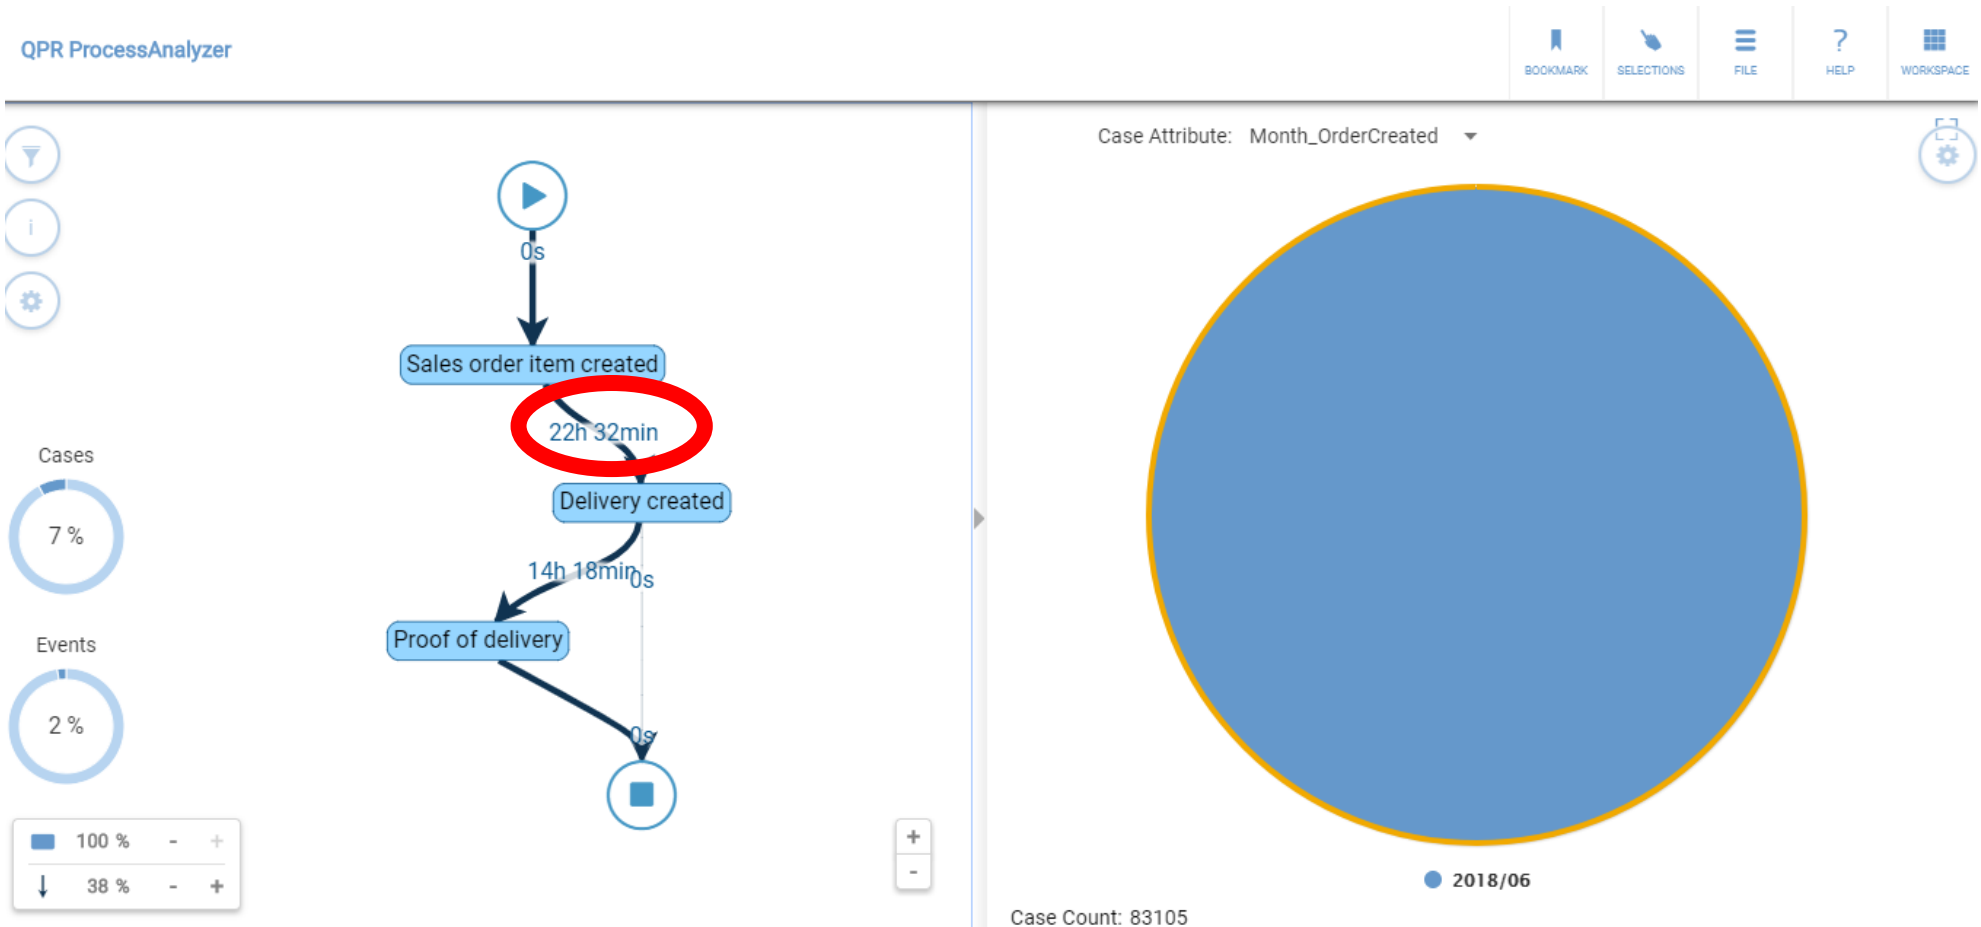 QPR ProcessAnalyzer
BOOKMARK
SELECTIONS
FILE
?
HELP
WORKSPACE
i
0s
Sales order item created
22h 32min
Delivery created
14h 18min
0s
Proof of delivery
0s
Cases
7 %
Events
2 %
100 % - +
38 % - +
+
-
Case Attribute: Month_OrderCreated
2018/06
Case Count: 83105